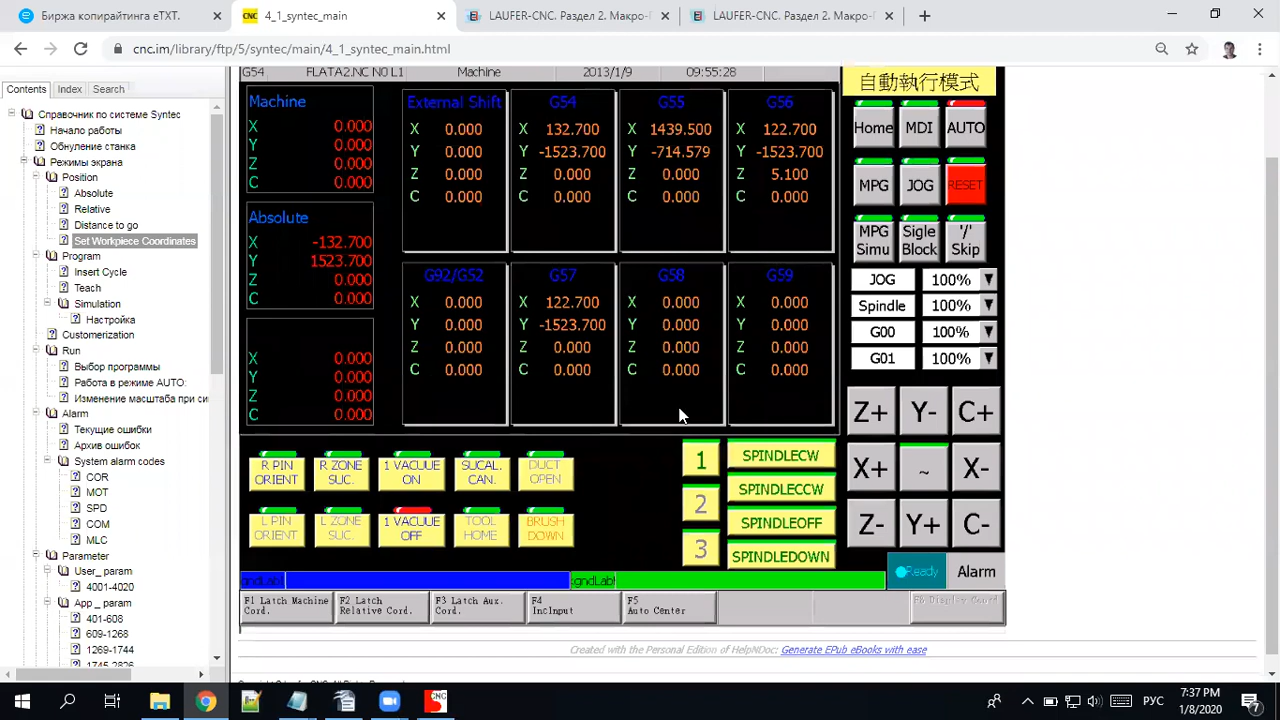 Биржа копирайтинга eTXT.
4_1_syntec_main
LAUFER-CNC. Раздел 2. Макро-
LAUFER-CNC. Раздел 2. Макро-
cnc.im/library/ftp/5/syntec/main/4_1_syntec_main.html
Contents
Index
Search
Справочник по системе Syntec
Начало работы
Обнуление станка
Режимы экрана
Position
Absolute
Relative
Distance to go
Set Workpiece Coordinates
Program
Insert Cycle
Teach
Simulation
Настройка
Customerization
Run
Выбор программы
Работа в режиме AUTO:
Изменение масштаба при си
Alarm
Текущие ошибки
Архив ошибок
System alarm codes
COR
MOT
SPD
COM
MLC
Parameter
User_param
4001-4020
App _ param
401-608
609-1268
1269-1744
1745-2026
G54 FLATA2.NC N0 L1 Machine 2013/1/9 09:55:28
自動執行模式
Machine
X 0.000
Y 0.000
Z 0.000
C 0.000
Absolute
X -132.700
Y 1523.700
Z 0.000
C 0.000
X 0.000
Y 0.000
Z 0.000
C 0.000
External Shift
X 0.000
Y 0.000
Z 0.000
C 0.000
G54
X 132.700
Y -1523.700
Z 0.000
C 0.000
G55
X 1439.500
Y -714.579
Z 0.000
C 0.000
G56
X 122.700
Y -1523.700
Z 5.100
C 0.000
G92/G52
X 0.000
Y 0.000
Z 0.000
C 0.000
G57
X 122.700
Y -1523.700
Z 0.000
C 0.000
G58
X 0.000
Y 0.000
Z 0.000
C 0.000
G59
X 0.000
Y 0.000
Z 0.000
C 0.000
Home MDI AUTO
MPG JOG RESET
MPG Simu
Sigle Block
'/' Skip
JOG 100%
Spindle 100%
G00 100%
G01 100%
Z+ Y- C+
X+ ~ X-
Z- Y+ C-
R PIN ORIENT
R ZONE SUC.
1 VACUUE ON
SUCAL. CAN.
DUCT OPEN
L PIN ORIENT
L ZONE SUC.
1 VACUUE OFF
TOOL HOME
BRUSH DOWN
1
2
3
SPINDLECW
SPINDLECCW
SPINDLEOFF
SPINDLEDOWN
Ready
Alarm
F1 Latch Machine Cord.
F2 Latch Relative Cord.
F3 Latch Aux. Cord.
F4 IncInput
F5 Auto Center
Created with the Personal Edition of HelpNDoc: Generate EPub eBooks with ease
РУС
7:37 PM
1/8/2020
7